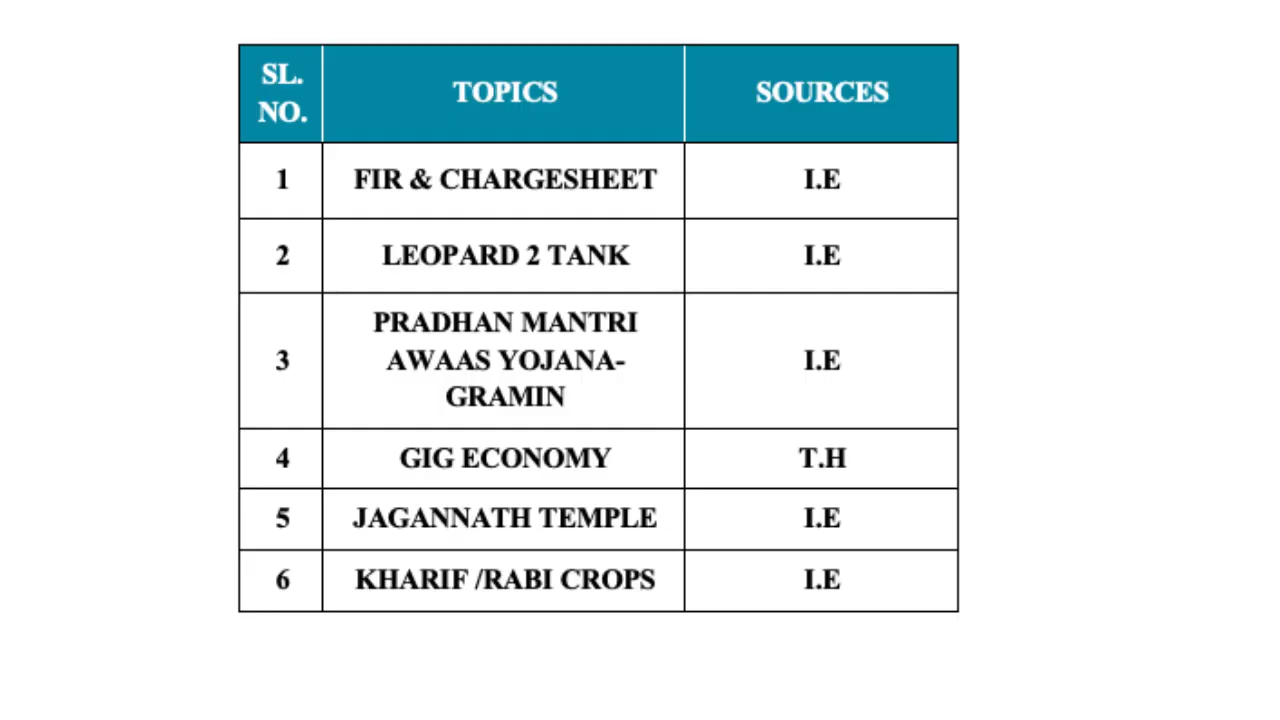 SL.
NO.
TOPICS
SOURCES
1
FIR & CHARGESHEET
I.E
2
LEOPARD 2 TANK
I.E
3
PRADHAN MANTRI
AWAAS YOJANA-
GRAMIN
I.E
4
GIG ECONOMY
T.H
5
JAGANNATH TEMPLE
I.E
6
KHARIF /RABI CROPS
I.E